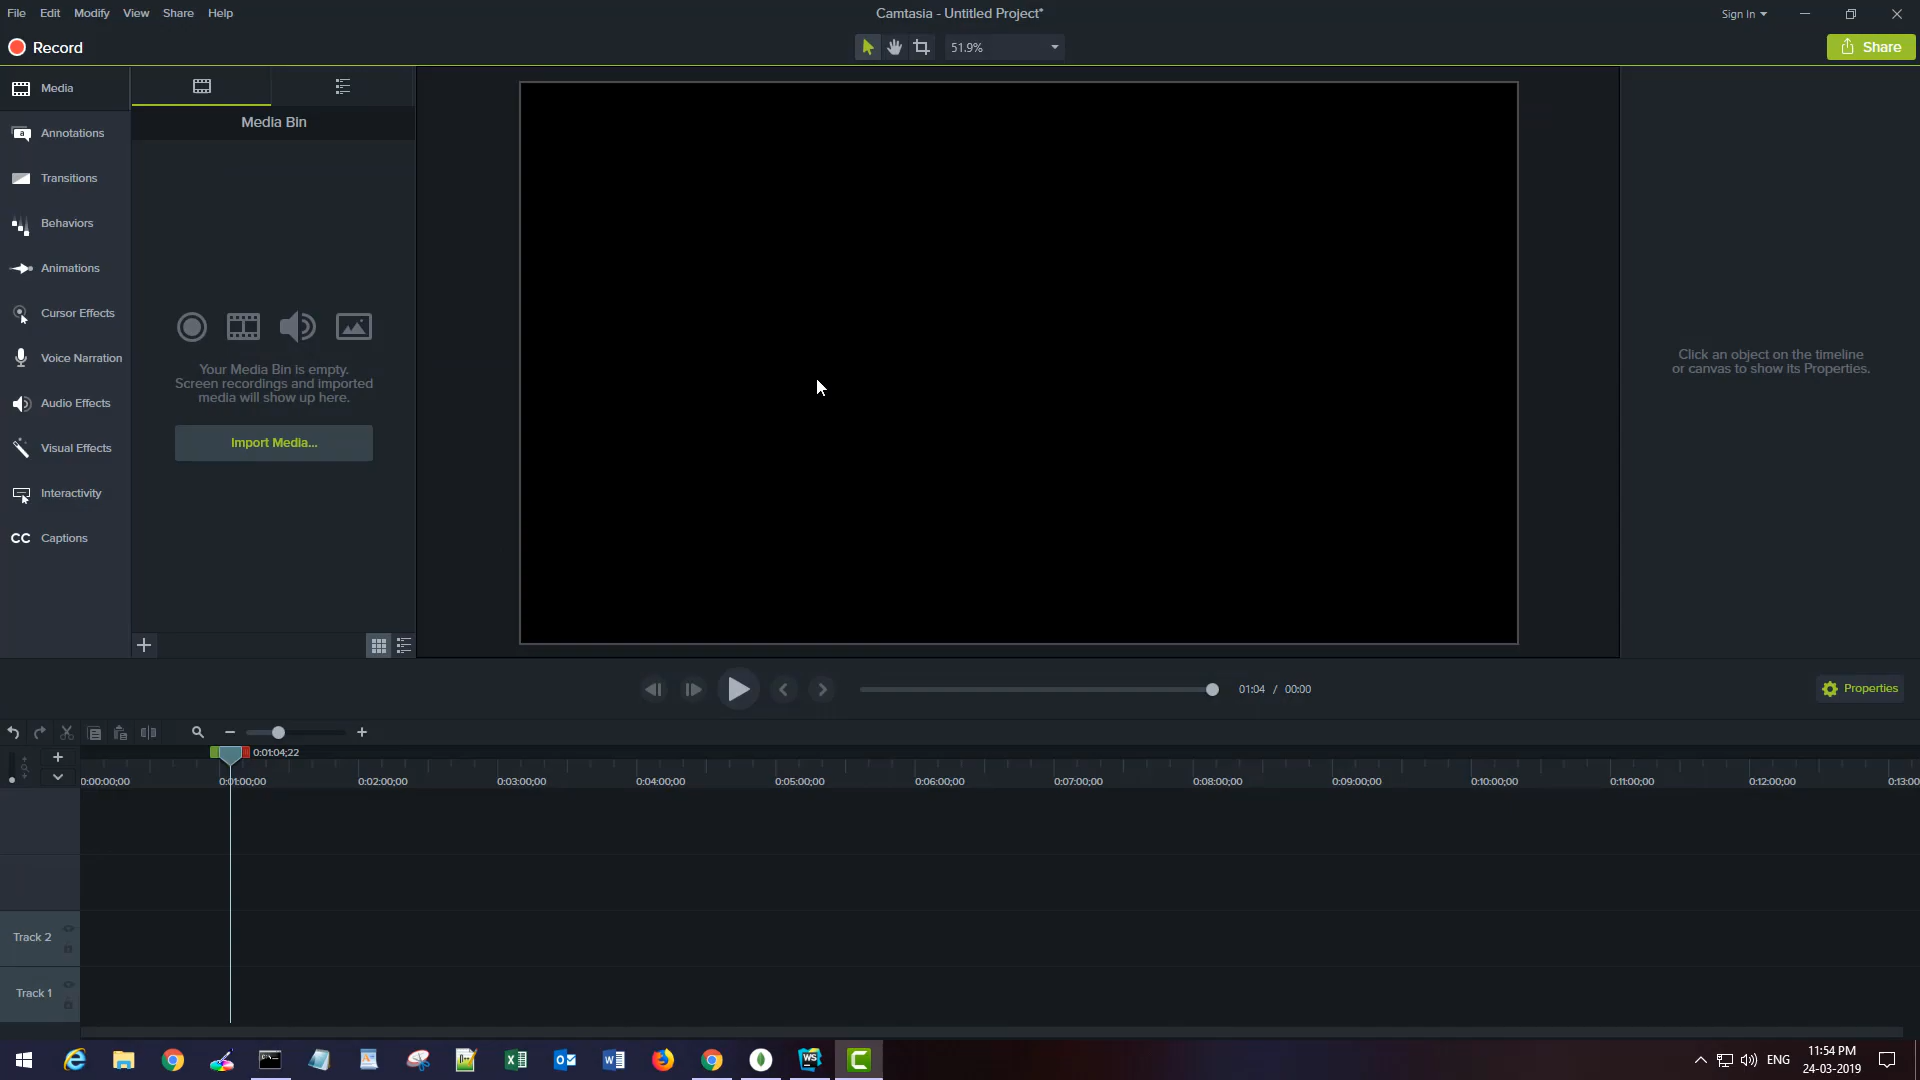 File Edit Modify View Share Help
Camtasia - Untitled Project*
Sign In
Record
51.9%
Share
Media
Annotations
Transitions
Behaviors
Animations
Cursor Effects
Voice Narration
Audio Effects
Visual Effects
Interactivity
CC Captions
Media Bin
Your Media Bin is empty.
Screen recordings and imported
media will show up here.
Import Media...
Click an object on the timeline
or canvas to show its Properties.
01:04 / 00:00
Properties
0:01:04;22
0:00:00;00 0:01:00;00 0:02:00;00 0:03:00;00 0:04:00;00 0:05:00;00 0:06:00;00 0:07:00;00 0:08:00;00 0:09:00;00 0:10:00;00 0:11:00;00 0:12:00;00 0:13:00
Track 2
Track 1
WS
ENG
11:54 PM
24-03-2019